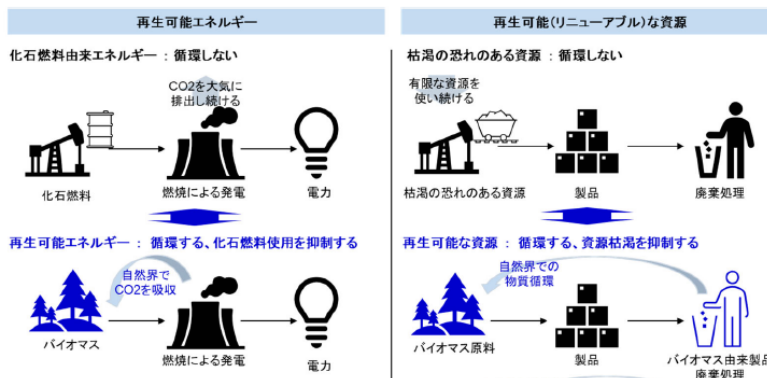 再生可能エネルギー
化石燃料由来エネルギー：循環しない
CO2を大気に
排出し続ける
化石燃料
燃焼による発電
電力
再生可能エネルギー：循環する、化石燃料使用を抑制する
自然界で
CO2を吸収
バイオマス
燃焼による発電
電力
再生可能(リニューアブル)な資源
枯渇の恐れのある資源：循環しない
有限な資源を
使い続ける
枯渇の恐れのある資源
製品
廃棄処理
再生可能な資源：循環する、資源枯渇を抑制する
自然界での
物質循環
バイオマス原料
製品
バイオマス由来製品
廃棄処理